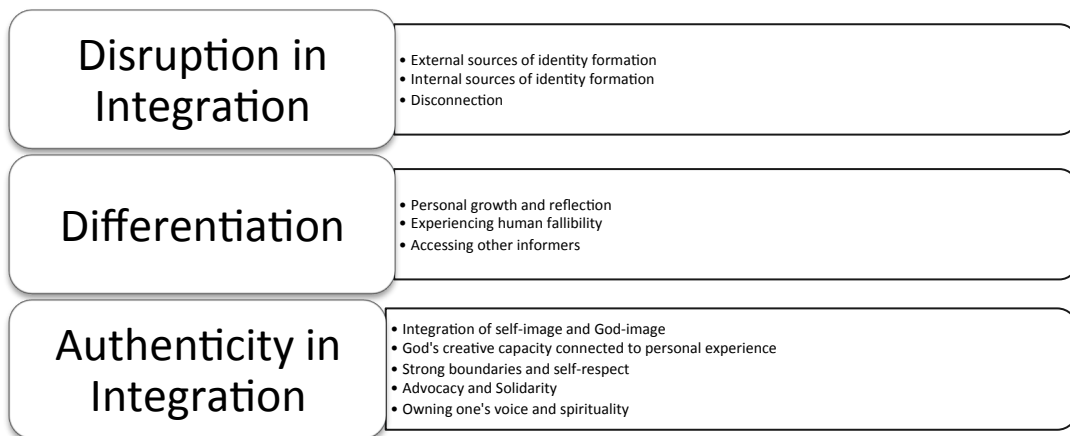 Disruption in
Integration
• External sources of identity formation
• Internal sources of identity formation
• Disconnection
Differentiation
• Personal growth and reflection
• Experiencing human fallibility
• Accessing other informers
Authenticity in
Integration
• Integration of self-image and God-image
• God's creative capacity connected to personal experience
• Strong boundaries and self-respect
• Advocacy and Solidarity
• Owning one's voice and spirituality